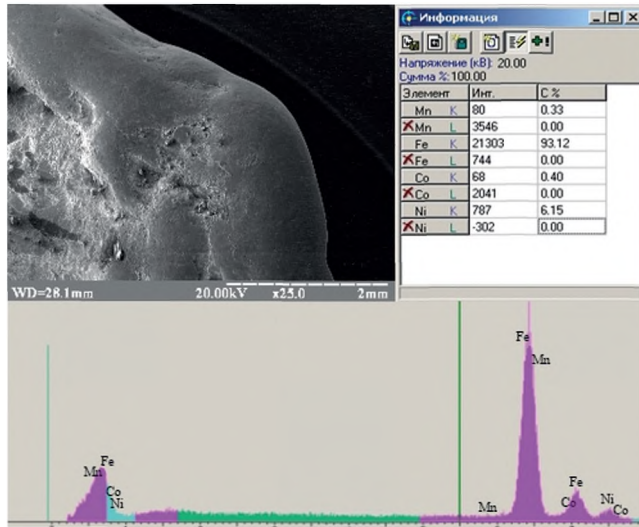 WD=28.1mm 20.00kV x25.0 2mm
Информация
Напряжение (кВ): 20.00
Сумма %: 100.00
Элемент Инт. C %
Mn K 80 0.33
Mn L 3546 0.00
Fe K 21303 93.12
Fe L 744 0.00
Co K 68 0.40
Co L 2041 0.00
Ni K 787 6.15
Ni L -302 0.00
Fe
Mn
Fe
Mn
Co
Ni
Mn
Fe
Co
Ni
Co